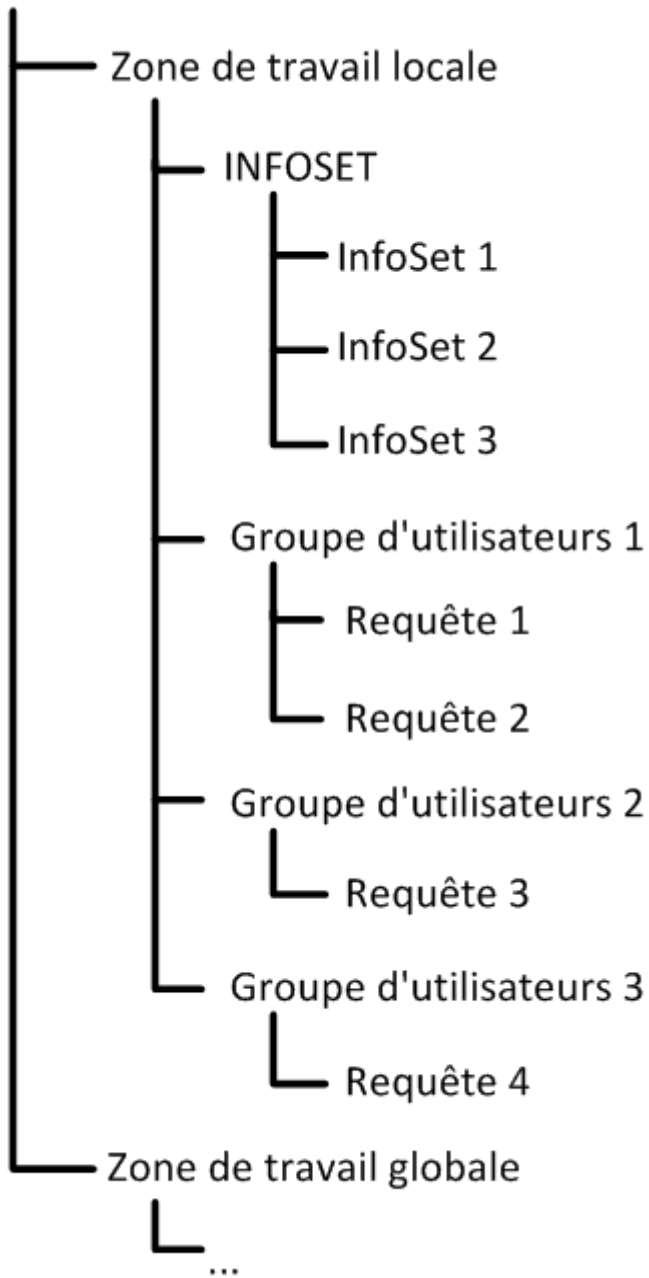 Zone de travail locale
INFOSET
InfoSet 1
InfoSet 2
InfoSet 3
Groupe d'utilisateurs 1
Requête 1
Requête 2
Groupe d'utilisateurs 2
Requête 3
Groupe d'utilisateurs 3
Requête 4
Zone de travail globale
...